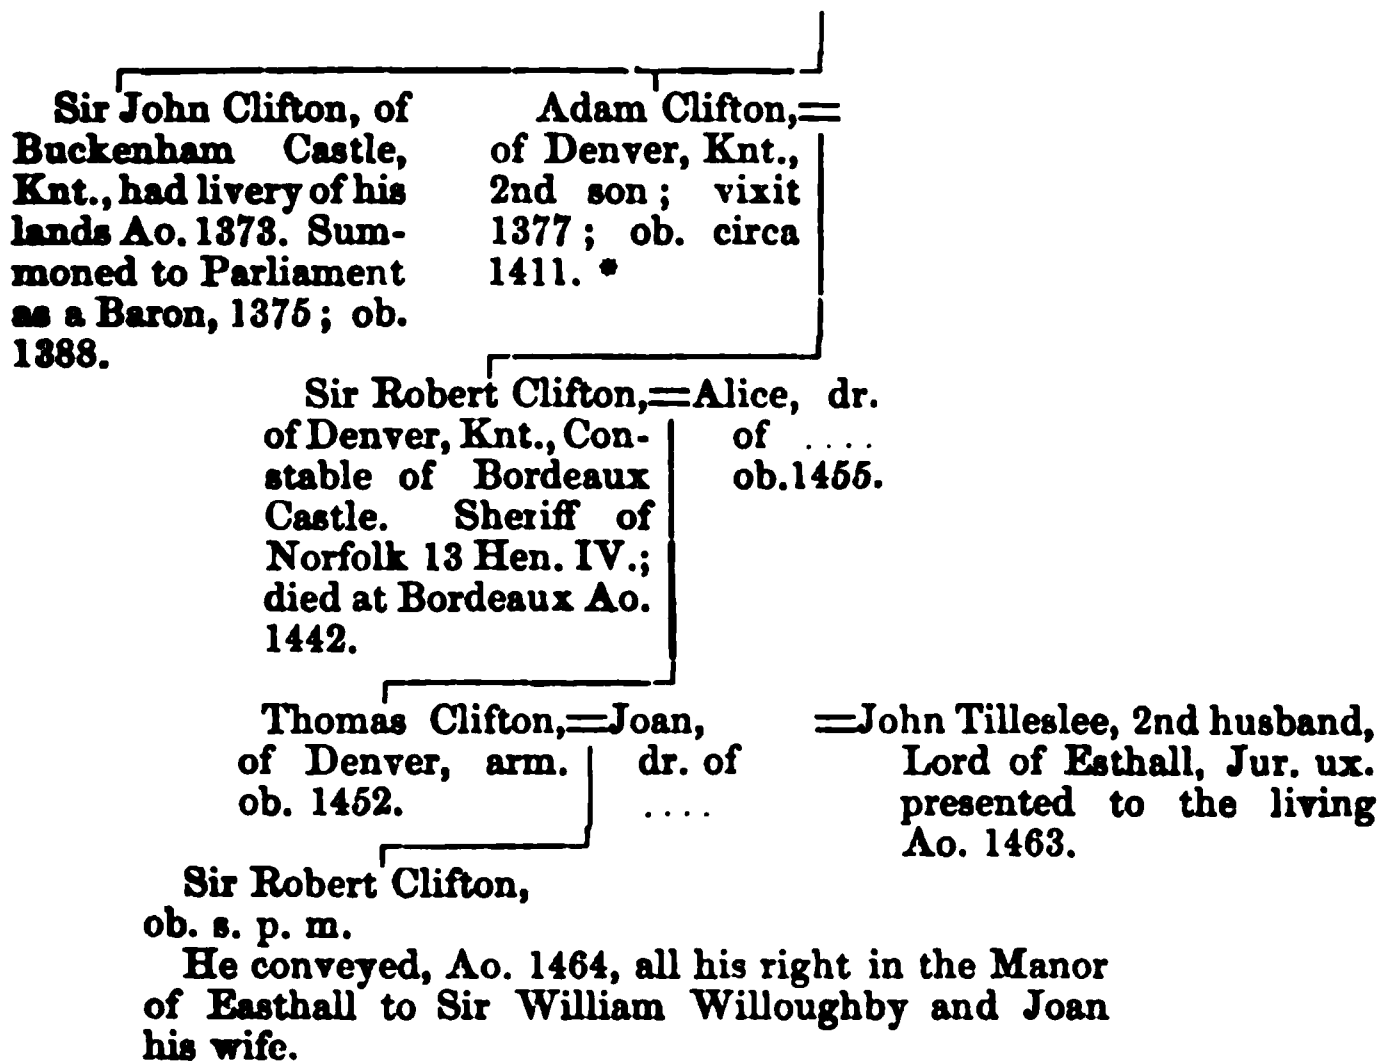 Sir John Clifton, of
Buckenham Castle,
Knt., had livery of his
lands Ao. 1373. Sum-
moned to Parliament
as a Baron, 1375; ob.
1388.
Adam Clifton,=
of Denver, Knt.,
2nd son; vixit
1377; ob. circa
1411. *
Sir Robert Clifton,=Alice, dr.
of Denver, Knt., Con-
stable of Bordeaux
Castle. Sheriff of
Norfolk 13 Hen. IV.;
died at Bordeaux Ao.
1442.
of ....
ob. 1455.
Thomas Clifton,=Joan,
of Denver, arm.
ob. 1452.
dr. of
....
=John Tilleslee, 2nd husband,
Lord of Esthall, Jur. ux.
presented to the living
Ao. 1463.
Sir Robert Clifton,
ob. s. p. m.
He conveyed, Ao. 1464, all his right in the Manor
of Easthall to Sir William Willoughby and Joan
his wife.